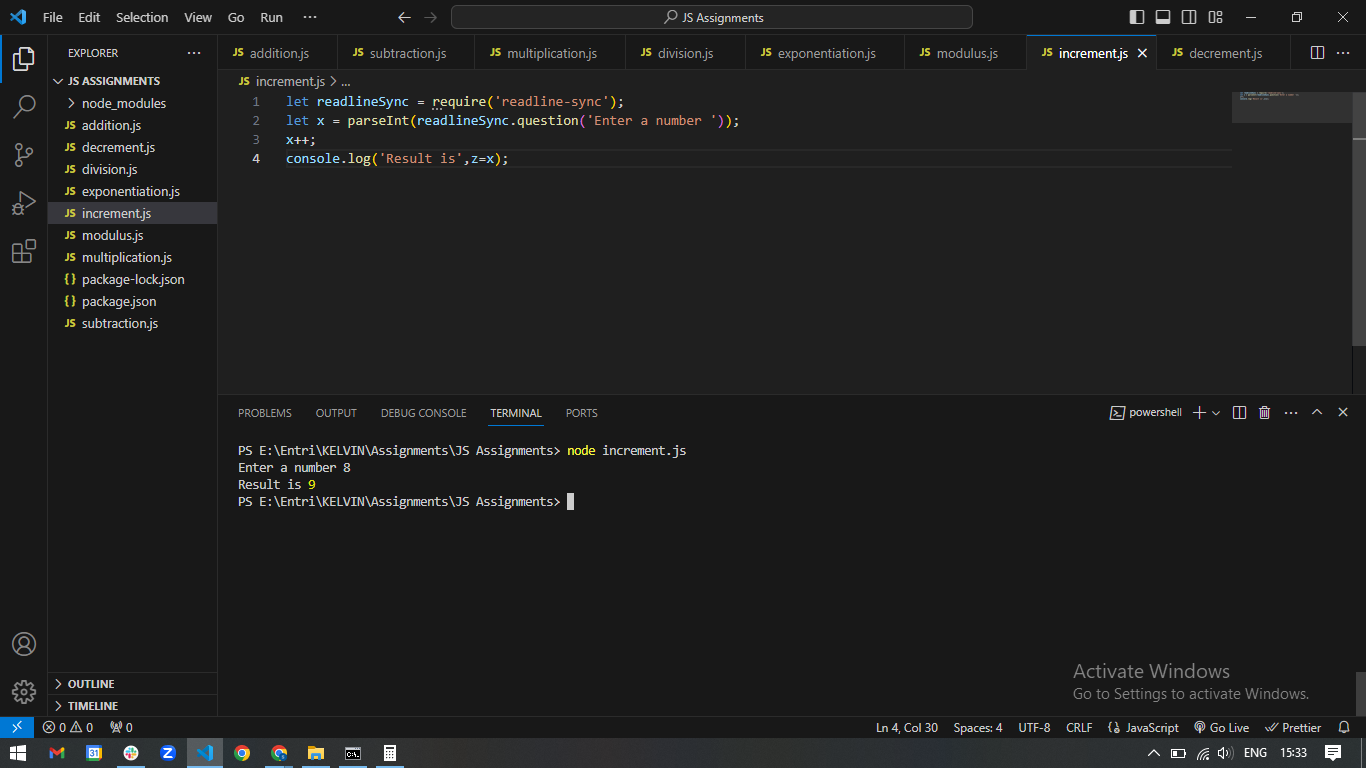 File Edit Selection View Go Run ··· JS Assignments
EXPLORER ···
JS ASSIGNMENTS
node_modules
JS addition.js
JS decrement.js
JS division.js
JS exponentiation.js
JS increment.js
JS modulus.js
JS multiplication.js
{} package-lock.json
{} package.json
JS subtraction.js
OUTLINE
TIMELINE
JS addition.js JS subtraction.js JS multiplication.js JS division.js JS exponentiation.js JS modulus.js JS increment.js JS decrement.js ···
JS increment.js > ...
1 let readlineSync = require('readline-sync');
2 let x = parseInt(readlineSync.question('Enter a number '));
3 x++;
4 console.log('Result is',z=x);
PROBLEMS OUTPUT DEBUG CONSOLE TERMINAL PORTS powershell ···
PS E:\Entri\KELVIN\Assignments\JS Assignments> node increment.js
Enter a number 8
Result is 9
PS E:\Entri\KELVIN\Assignments\JS Assignments>
Activate Windows
Go to Settings to activate Windows.
0 0 0 Ln 4, Col 30 Spaces: 4 UTF-8 CRLF {} JavaScript Go Live Prettier
31 Z C:\_ ENG 15:33